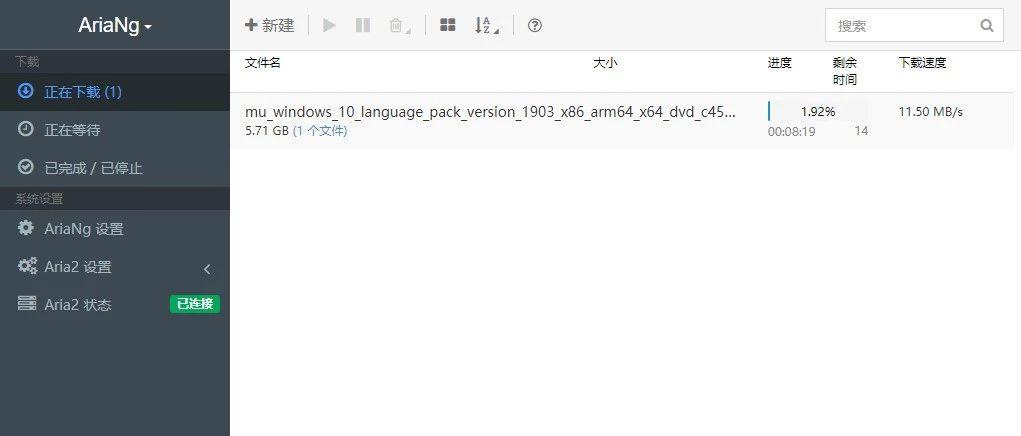 AriaNg
下载
正在下载 (1)
正在等待
已完成 / 已停止
系统设置
AriaNg 设置
Aria2 设置
Aria2 状态 已连接
新建
搜索
文件名 大小 进度 剩余时间 下载速度
mu_windows_10_language_pack_version_1903_x86_arm64_x64_dvd_c45... 1.92% 11.50 MB/s
5.71 GB (1 个文件) 00:08:19 14